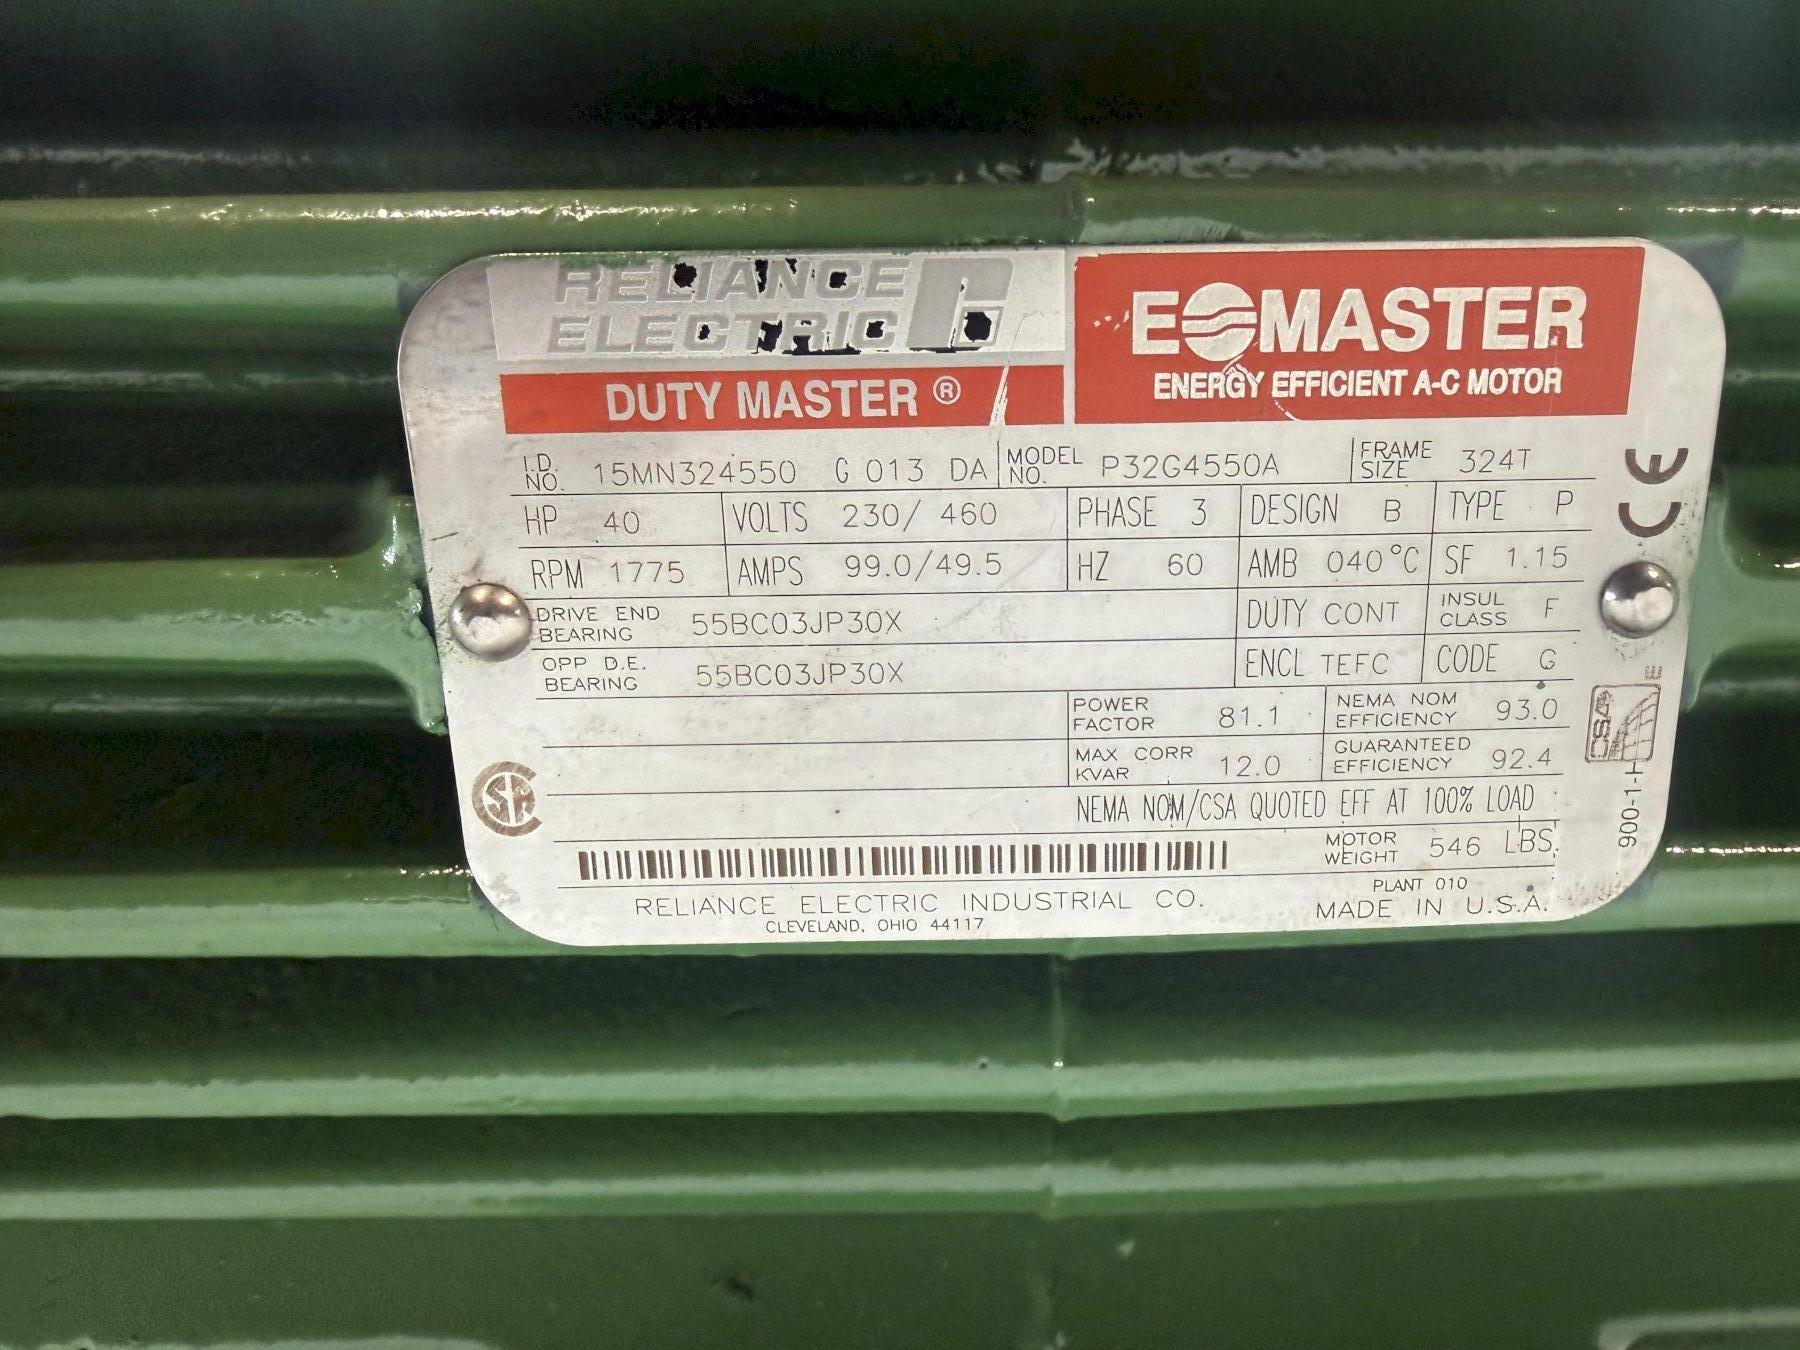 RELIANCE
ELECTRIC
DUTY MASTER ®
E MASTER
ENERGY EFFICIENT A-C MOTOR
I.D. NO. 15MN324550 G 013 DA MODEL NO. P32G4550A FRAME SIZE 324T
HP 40 VOLTS 230/ 460 PHASE 3 DESIGN B TYPE P
RPM 1775 AMPS 99.0/49.5 HZ 60 AMB 040°C SF 1.15
DRIVE END BEARING 55BC03JP30X DUTY CONT INSUL CLASS F
OPP D.E. BEARING 55BC03JP30X ENCL TEFC CODE G
POWER FACTOR 81.1 NEMA NOM EFFICIENCY 93.0
MAX CORR KVAR 12.0 GUARANTEED EFFICIENCY 92.4
NEMA NOM/CSA QUOTED EFF AT 100% LOAD
MOTOR WEIGHT 546 LBS.
RELIANCE ELECTRIC INDUSTRIAL CO.
CLEVELAND, OHIO 44117
PLANT 010
MADE IN U.S.A.
CE
CSA
E
900-1-H